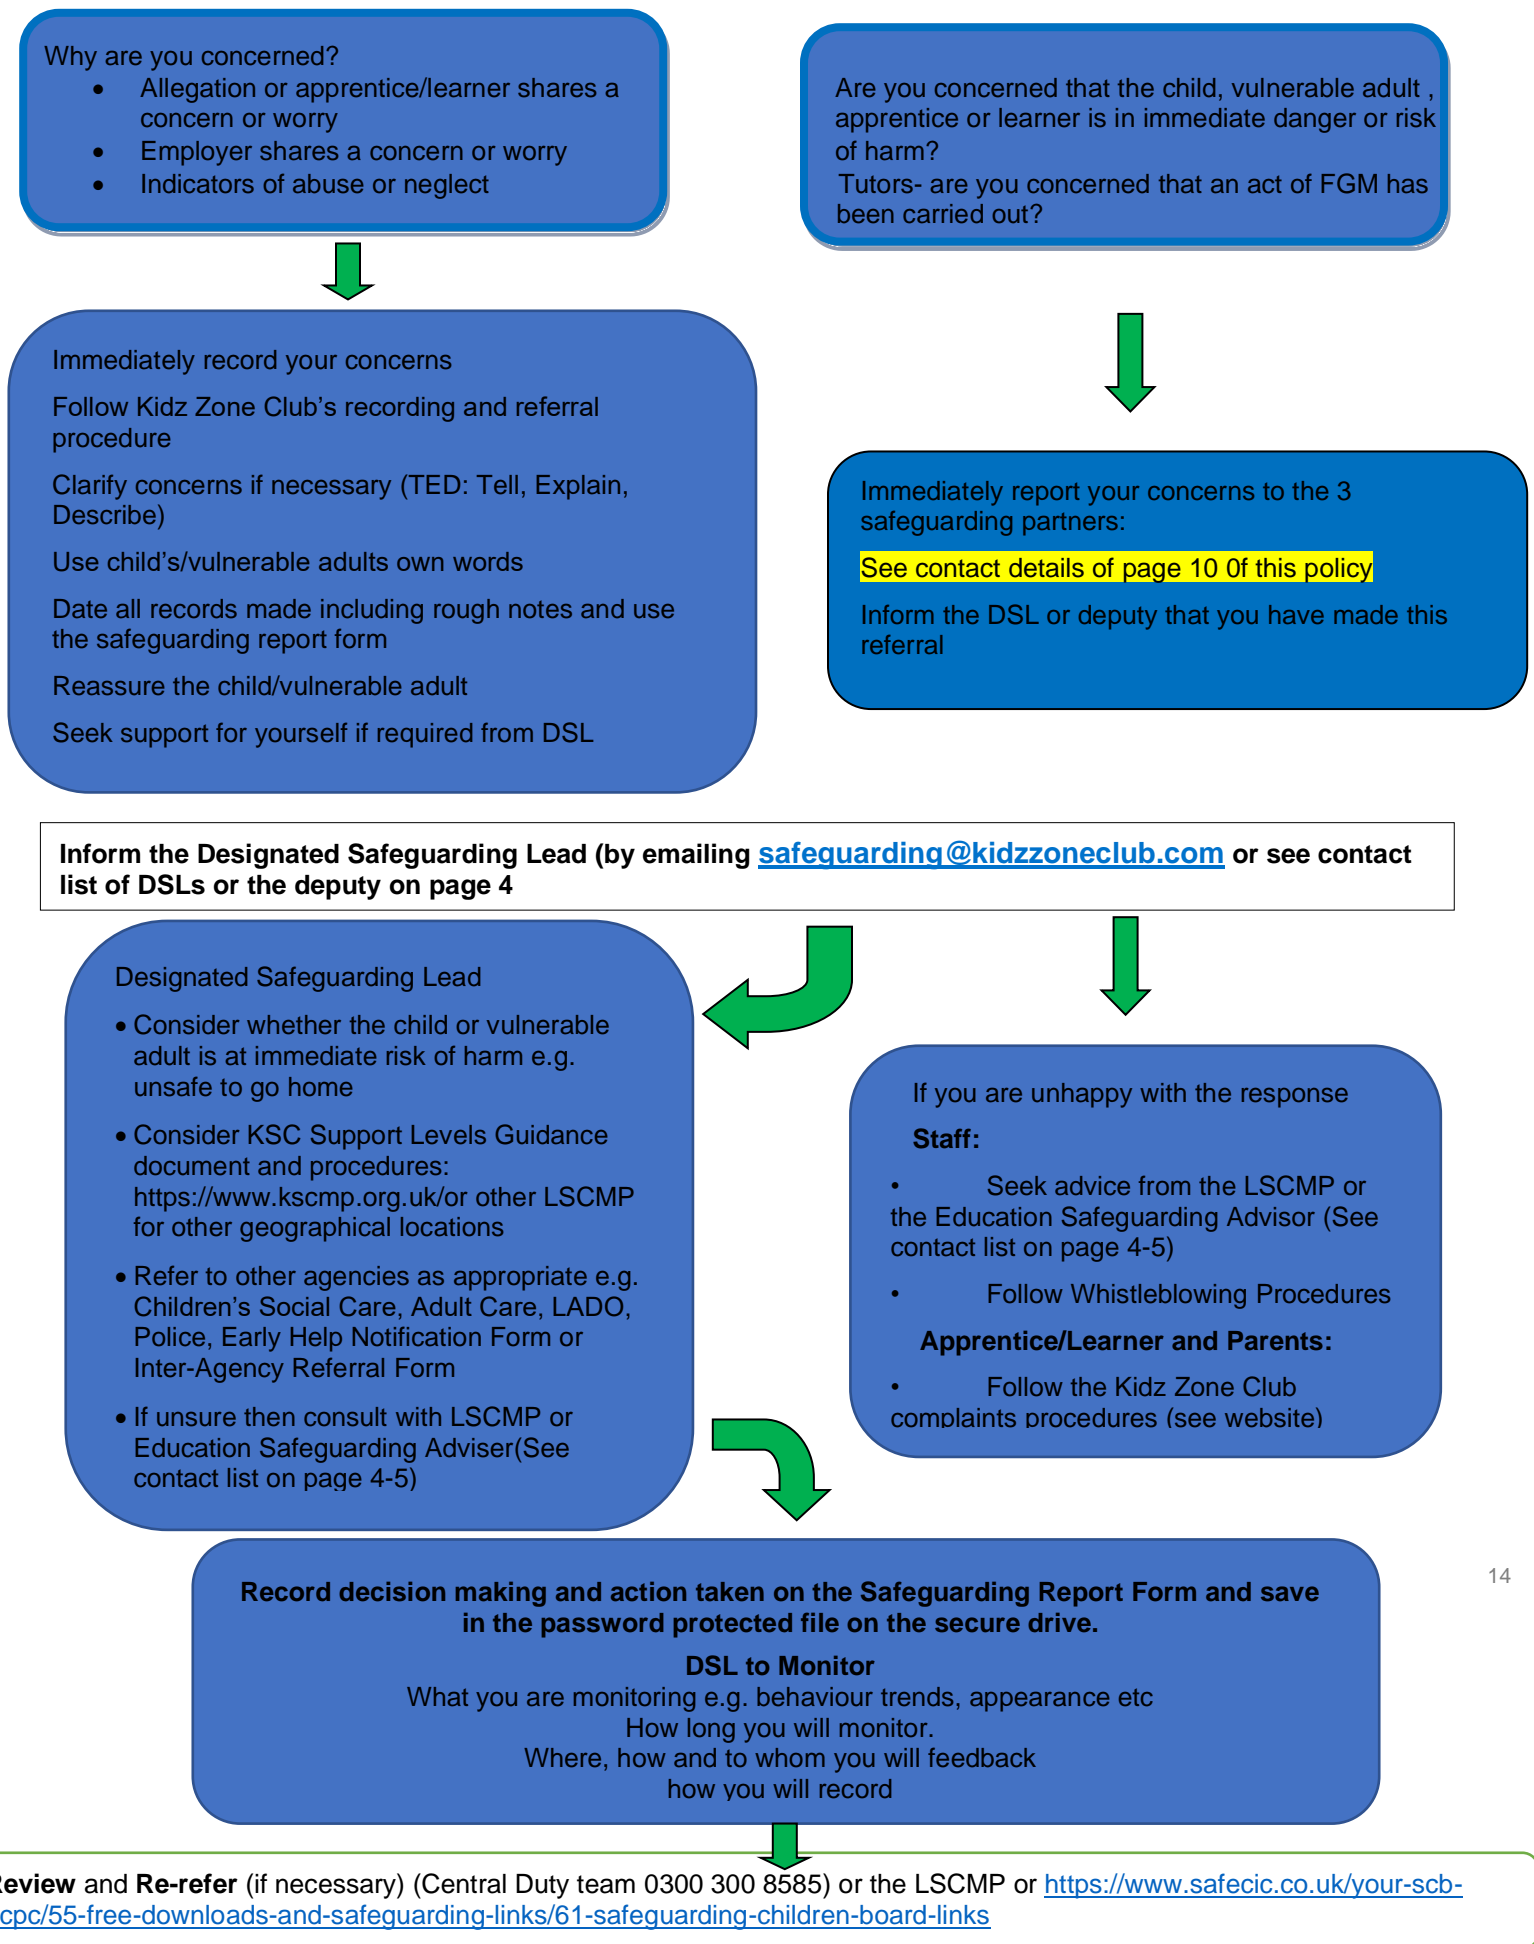 Why are you concerned?
• Allegation or apprentice/learner shares a
concern or worry
• Employer shares a concern or worry
• Indicators of abuse or neglect
Are you concerned that the child, vulnerable adult ,
apprentice or learner is in immediate danger or risk
of harm?
Tutors- are you concerned that an act of FGM has
been carried out?
Immediately record your concerns
Follow Kidz Zone Club’s recording and referral
procedure
Clarify concerns if necessary (TED: Tell, Explain,
Describe)
Use child’s/vulnerable adults own words
Date all records made including rough notes and use
the safeguarding report form
Reassure the child/vulnerable adult
Seek support for yourself if required from DSL
Immediately report your concerns to the 3
safeguarding partners:
See contact details of page 10 0f this policy
Inform the DSL or deputy that you have made this
referral
Inform the Designated Safeguarding Lead (by emailing safeguarding@kidzzoneclub.com or see contact
list of DSLs or the deputy on page 4
Designated Safeguarding Lead
• Consider whether the child or vulnerable
adult is at immediate risk of harm e.g.
unsafe to go home
• Consider KSC Support Levels Guidance
document and procedures:
https://www.kscmp.org.uk/or other LSCMP
for other geographical locations
• Refer to other agencies as appropriate e.g.
Children’s Social Care, Adult Care, LADO,
Police, Early Help Notification Form or
Inter-Agency Referral Form
• If unsure then consult with LSCMP or
Education Safeguarding Adviser(See
contact list on page 4-5)
If you are unhappy with the response
Staff:
• Seek advice from the LSCMP or
the Education Safeguarding Advisor (See
contact list on page 4-5)
• Follow Whistleblowing Procedures
Apprentice/Learner and Parents:
• Follow the Kidz Zone Club
complaints procedures (see website)
14
Record decision making and action taken on the Safeguarding Report Form and save
in the password protected file on the secure drive.
DSL to Monitor
What you are monitoring e.g. behaviour trends, appearance etc
How long you will monitor.
Where, how and to whom you will feedback
how you will record
Review and Re-refer (if necessary) (Central Duty team 0300 300 8585) or the LSCMP or https://www.safecic.co.uk/your-scb-
cpc/55-free-downloads-and-safeguarding-links/61-safeguarding-children-board-links